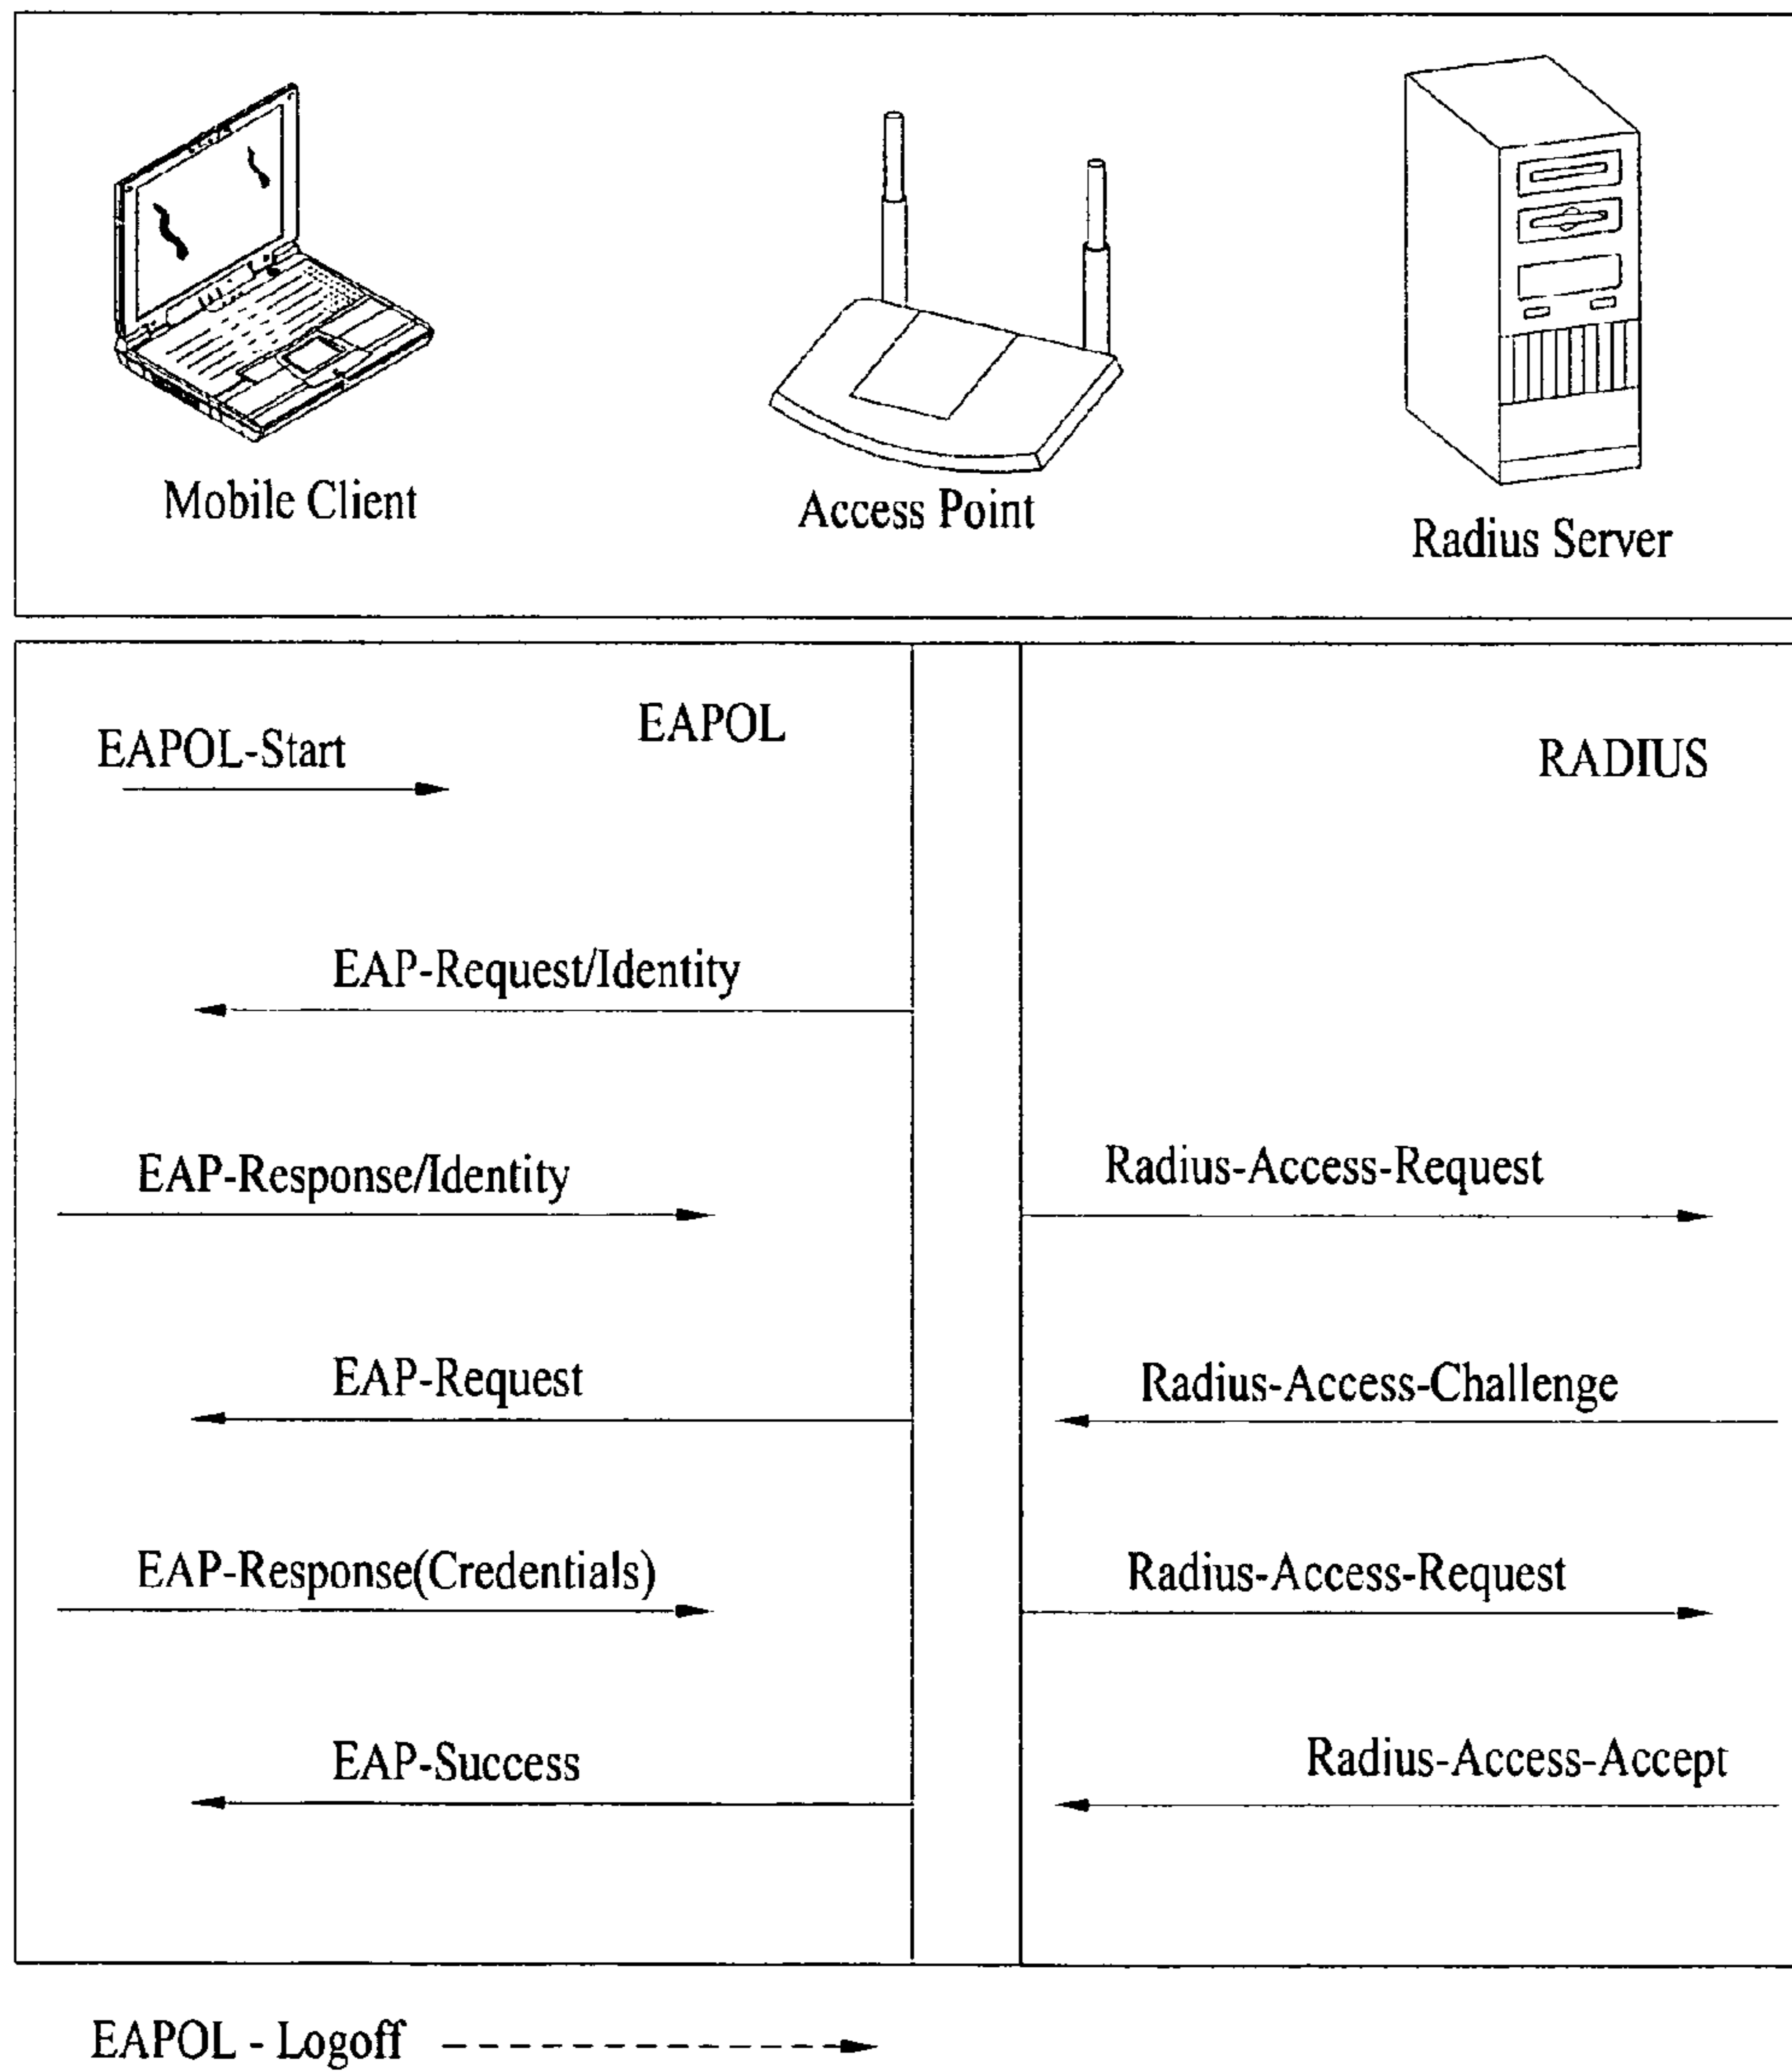 Mobile Client
Access Point
Radius Server
EAPOL
RADIUS
EAPOL-Start
EAP-Request/Identity
EAP-Response/Identity
Radius-Access-Request
EAP-Request
Radius-Access-Challenge
EAP-Response(Credentials)
Radius-Access-Request
EAP-Success
Radius-Access-Accept
EAPOL - Logoff